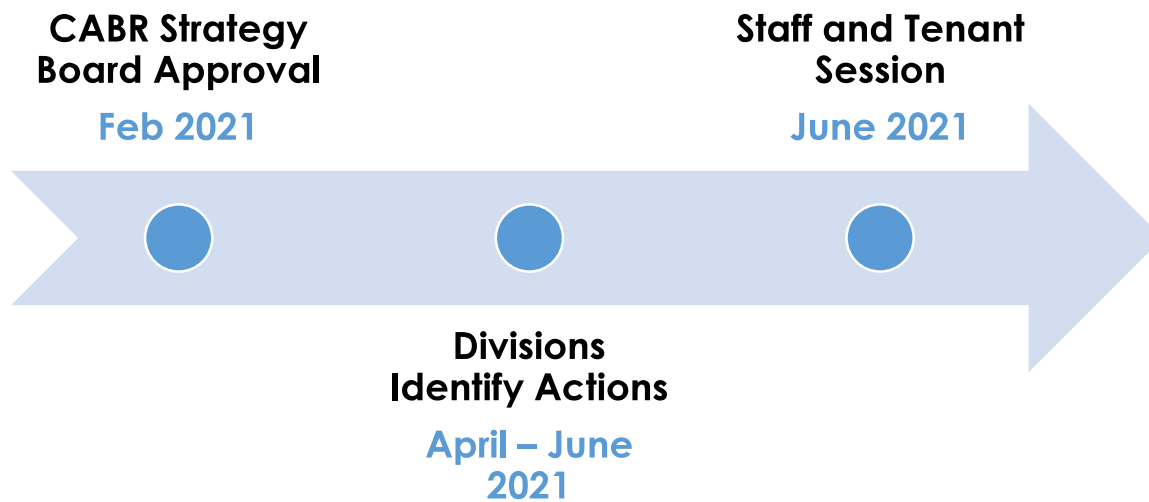 CABR Strategy
Board Approval
Feb 2021
Divisions
Identify Actions
April – June
2021
Staff and Tenant
Session
June 2021